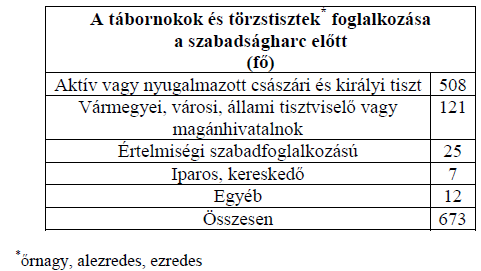 A tábornokok és törzstisztek* foglalkozása
a szabadságharc előtt
(fő)
Aktív vagy nyugalmazott császári és királyi tiszt 508
Vármegyei, városi, állami tisztviselő vagy 121
magánhivatalnok
Értelmiségi szabadfoglalkozású 25
Iparos, kereskedő 7
Egyéb 12
Összesen 673
*őrnagy, alezredes, ezredes